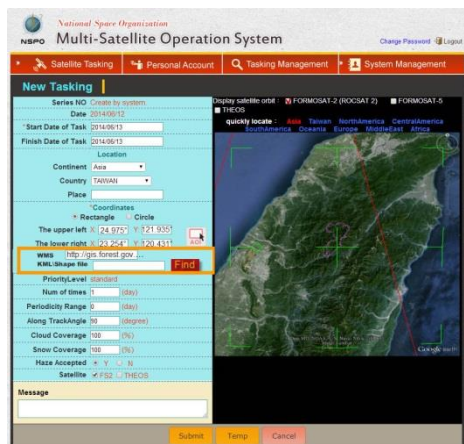 National Space Organization
NSPO Multi-Satellite Operation System
Change Password Logout
* Satellite Tasking Personal Account Tasking Management * System Management
New Tasking
Series NO Create by system
Date 2014/06/12
*Start Date of Task 2014/06/13
Finish Date of Task 2014/06/13
Location
Continent Asia
Country TAIWAN
Place
*Coordinates
Rectangle Circle
The upper left X: 24.975° Y: 121.935°
The lower right X: 23.254° Y: 120.431°
AOI
WMS http://gis.forest.gov....
KML\Shape file Find
PriorityLevel standard
Num of times 1 (day)
Periodicity Range 0 (day)
Along TrackAngle 90 (degree)
Cloud Coverage 100 (%)
Snow Coverage 100 (%)
Haze Accepted Y N
Satellite FS2 THEOS
Message
Submit Temp Cancel
Display satellite orbit : FORMOSAT-2 (ROCSAT 2) FORMOSAT-5
THEOS
quickly locate : Asia Taiwan NorthAmerica CentralAmerica
SouthAmerica Oceania Europe MiddleEast Africa
Google